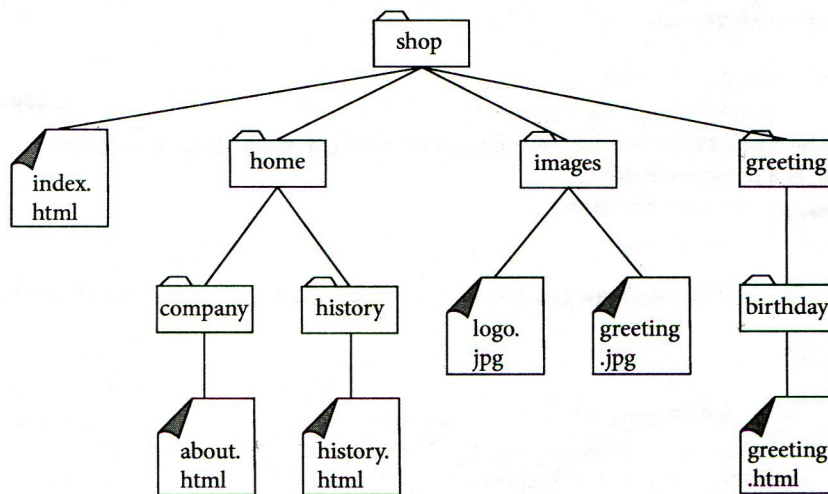 shop
index.
html
home
images
greeting
company
history
logo.
jpg
greeting
.jpg
birthday
about.
html
history.
html
greeting
.html